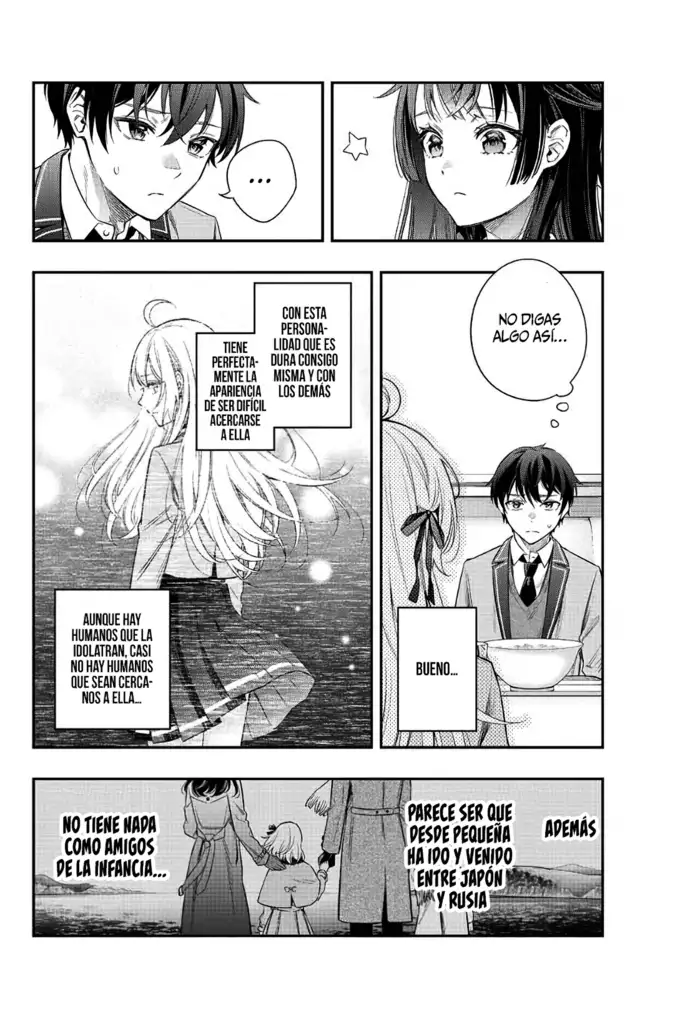 ...
NO DIGAS
ALGO ASÍ...
BUENO...
CON ESTA
PERSONA-
LIDAD QUE ES
DURA CONSIGO
MISMA Y CON
LOS DEMÁS
TIENE
PERFECTA-
MENTE LA
APARIENCIA
DE SER DIFÍCIL
ACERCARSE
A ELLA
AUNQUE HAY
HUMANOS QUE LA
IDOLATRAN, CASI
NO HAY HUMANOS
QUE SEAN CERCA-
NOS A ELLA...
ADEMÁS
PARECE SER QUE
DESDE PEQUEÑA
HA IDO Y VENIDO
ENTRE JAPÓN
Y RUSIA
NO TIENE NADA
COMO AMIGOS
DE LA INFANCIA...